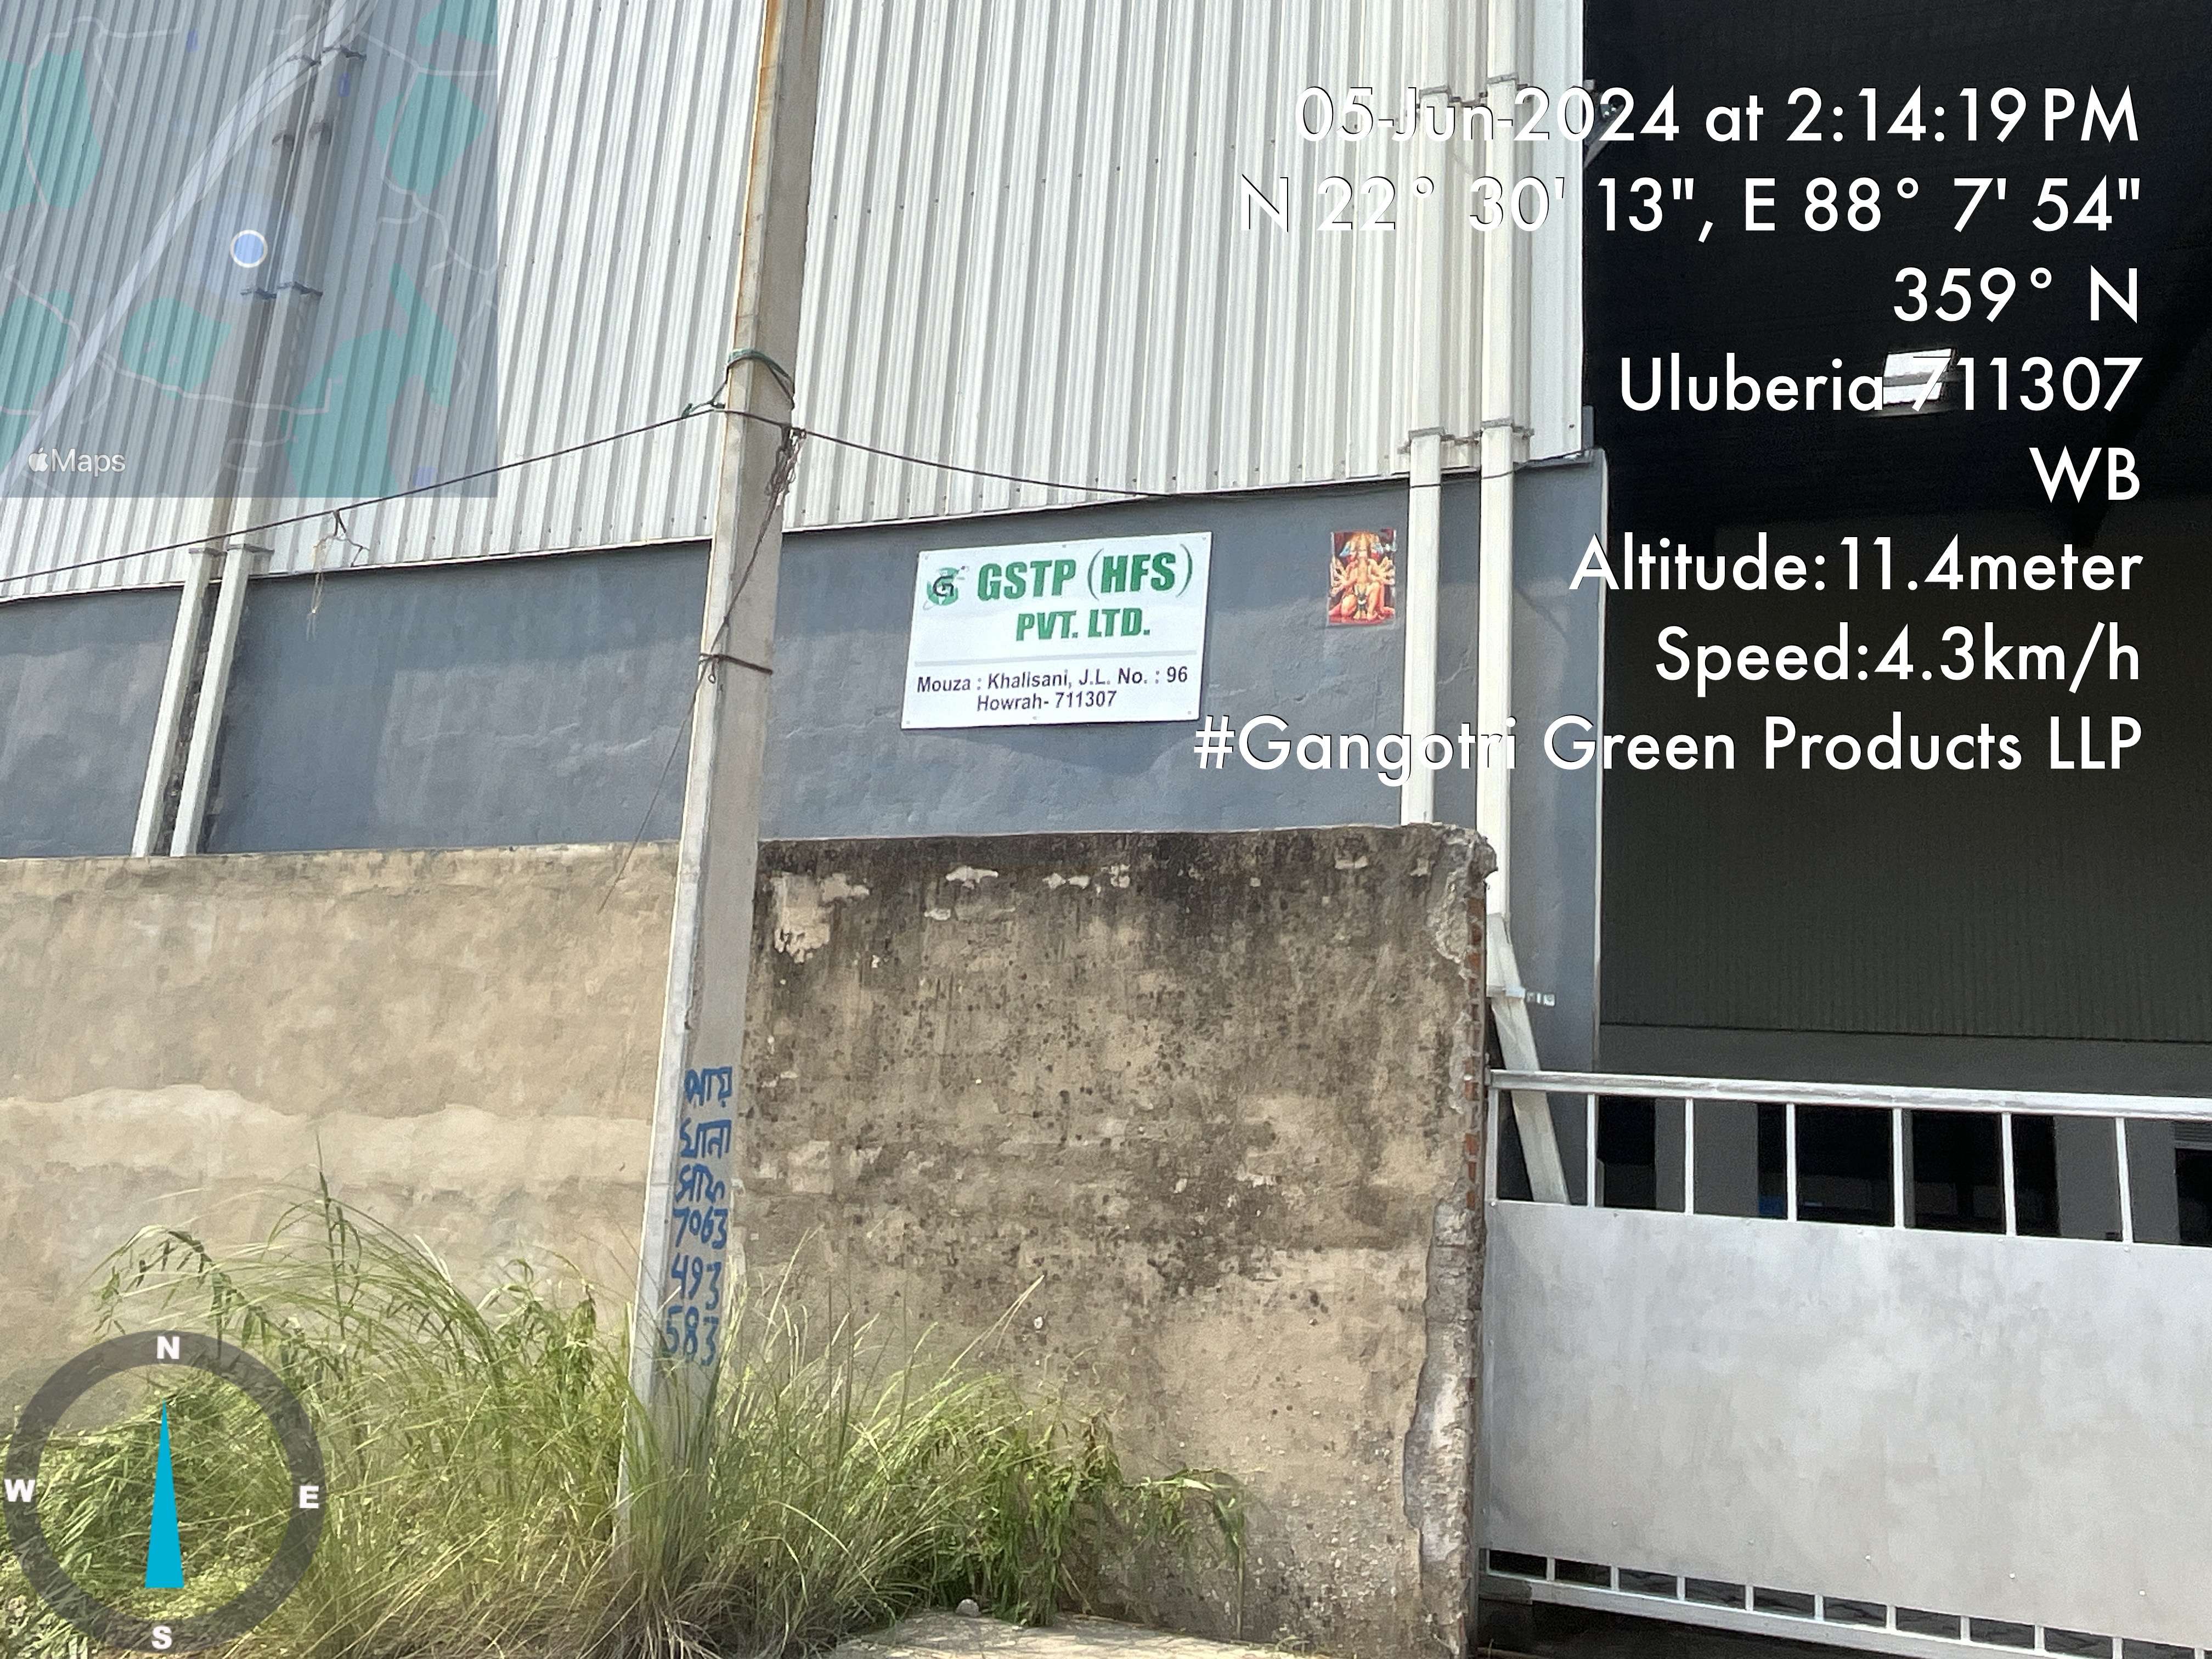 05-Jun-2024 at 2:14:19 PM
N 22° 30' 13", E 88° 7' 54"
359° N
Uluberia 711307
WB
Altitude:11.4meter
Speed:4.3km/h
#Gangotri Green Products LLP
Maps
G GSTP (HFS)
PVT. LTD.
Mouza : Khalisani, J.L. No. : 96
Howrah- 711307
পায়
খানা
সাফ
7063
493
583
N
W
E
S